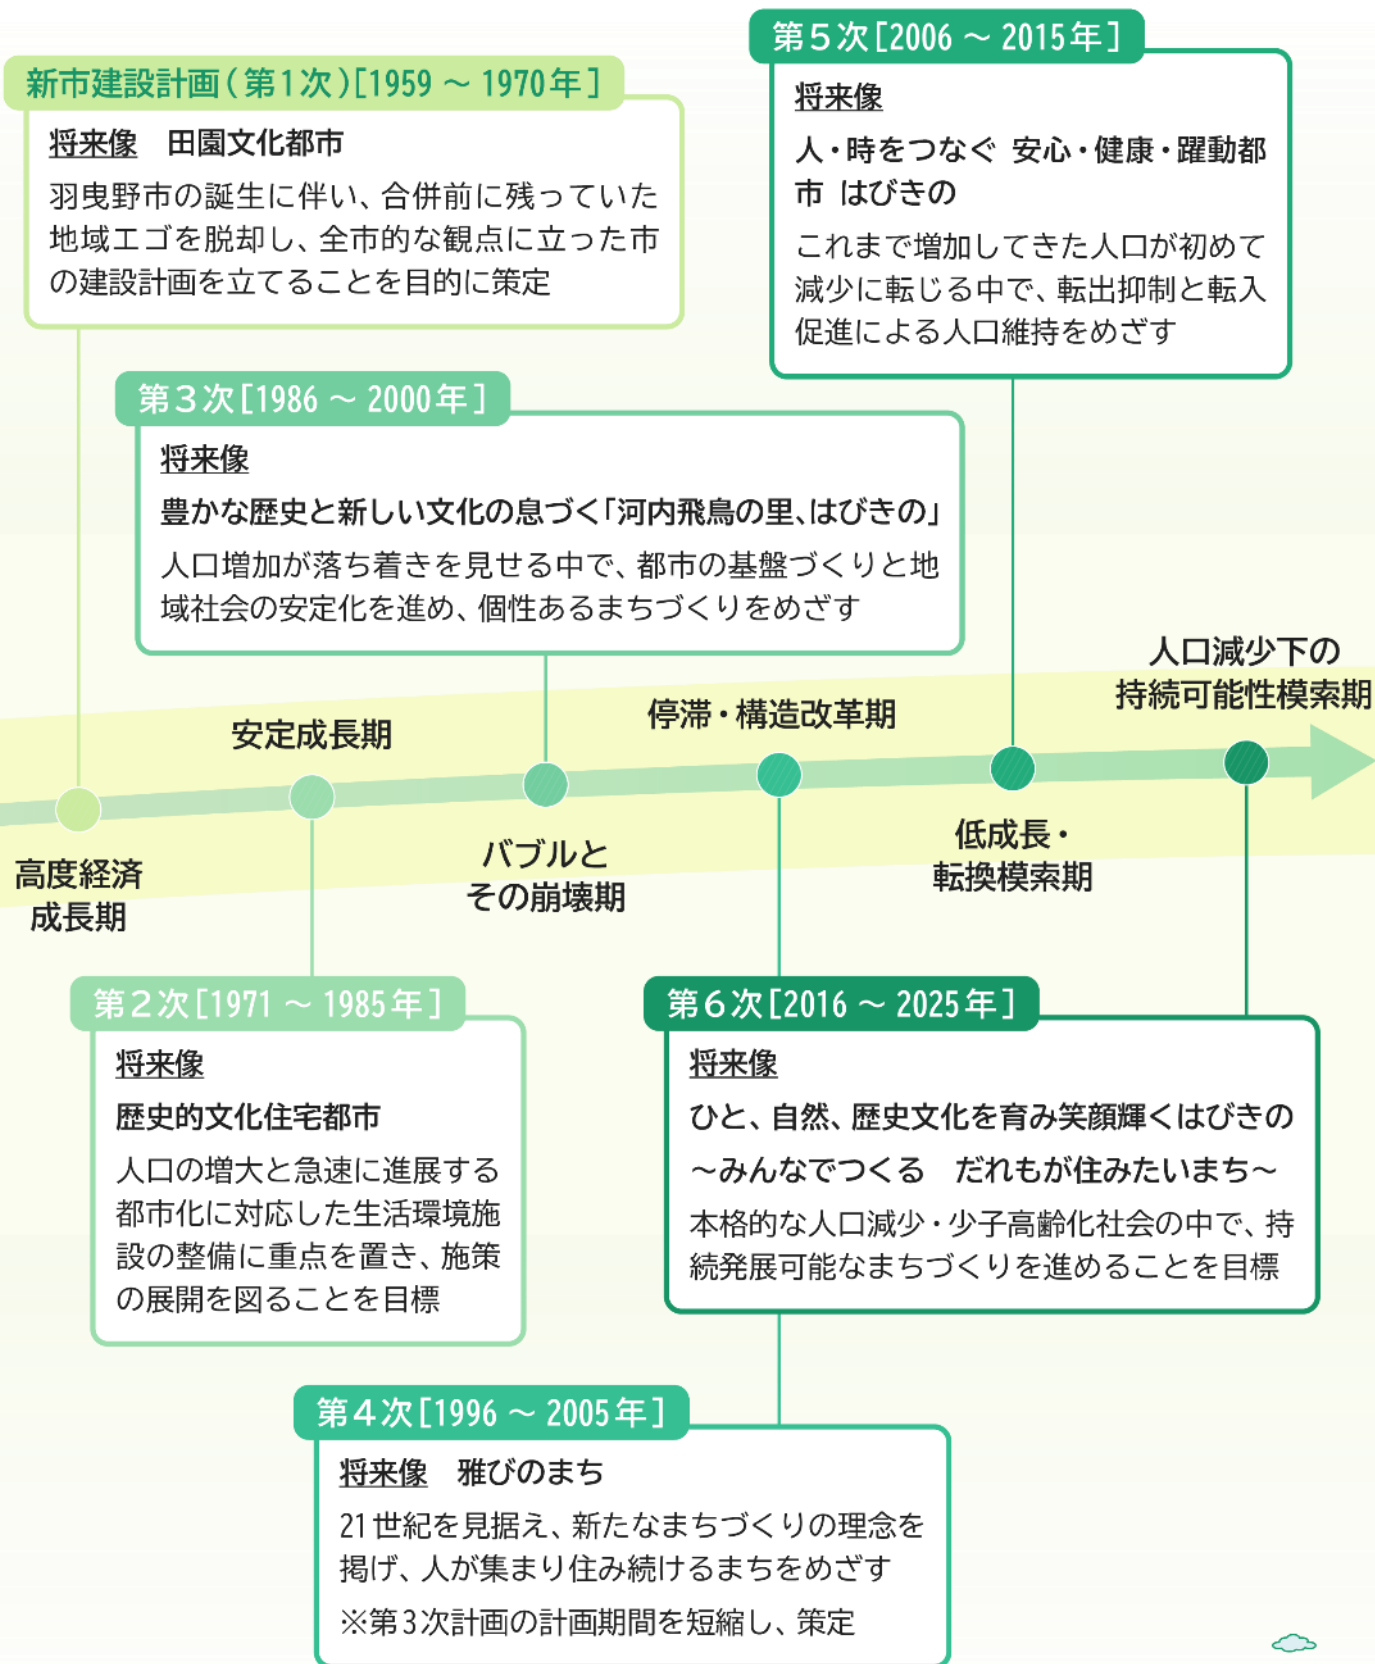 新市建設計画(第1次)[1959 ～ 1970年]
将来像　田園文化都市
羽曳野市の誕生に伴い、合併前に残っていた
地域エゴを脱却し、全市的な観点に立った市
の建設計画を立てることを目的に策定
第5次[2006 ～ 2015年]
将来像
人・時をつなぐ 安心・健康・躍動都
市 はびきの
これまで増加してきた人口が初めて
減少に転じる中で、転出抑制と転入
促進による人口維持をめざす
第3次[1986 ～ 2000年]
将来像
豊かな歴史と新しい文化の息づく「河内飛鳥の里、はびきの」
人口増加が落ち着きを見せる中で、都市の基盤づくりと地
域社会の安定化を進め、個性あるまちづくりをめざす
高度経済
成長期
安定成長期
バブルと
その崩壊期
停滞・構造改革期
低成長・
転換模索期
人口減少下の
持続可能性模索期
第2次[1971 ～ 1985年]
将来像
歴史的文化住宅都市
人口の増大と急速に進展する
都市化に対応した生活環境施
設の整備に重点を置き、施策
の展開を図ることを目標
第6次[2016 ～ 2025年]
将来像
ひと、自然、歴史文化を育み笑顔輝くはびきの
～みんなでつくる　だれもが住みたいまち～
本格的な人口減少・少子高齢化社会の中で、持
続発展可能なまちづくりを進めることを目標
第4次[1996 ～ 2005年]
将来像　雅びのまち
21世紀を見据え、新たなまちづくりの理念を
掲げ、人が集まり住み続けるまちをめざす
※第3次計画の計画期間を短縮し、策定